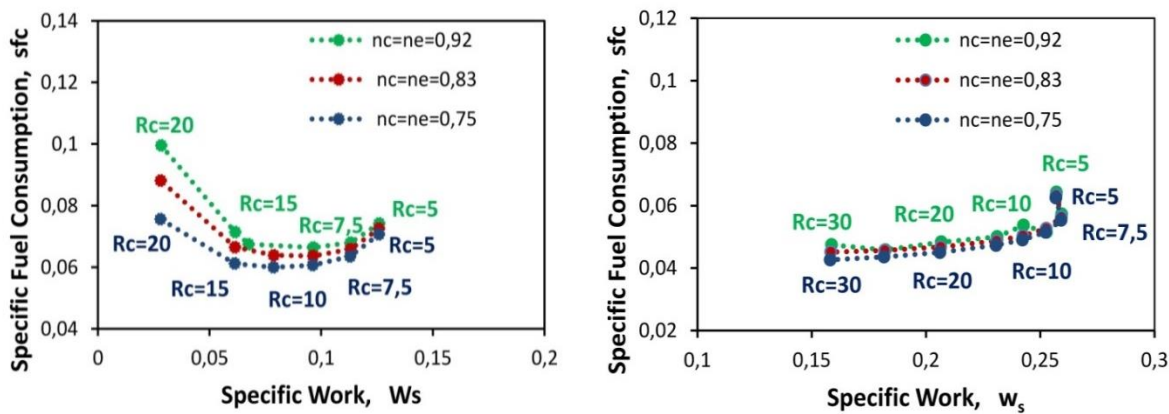 Specific Fuel Consumption, sfc
0,14
0,12
0,1
0,08
0,06
0,04
nc=ne=0,92
nc=ne=0,83
nc=ne=0,75
Rc=20
Rc=15
Rc=7,5
Rc=5
Rc=20
Rc=15
Rc=10
Rc=7,5
Rc=5
0
0,05
0,1
0,15
0,2
Specific Work, Ws
Specific Fuel Consumption, sfc
0,12
0,1
0,08
0,06
0,04
0,02
nc=ne=0,92
nc=ne=0,83
nc=ne=0,75
Rc=30
Rc=20
Rc=10
Rc=5
Rc=5
Rc=7,5
Rc=30
Rc=20
Rc=10
0,1
0,15
0,2
0,25
0,3
Specific Work, ws